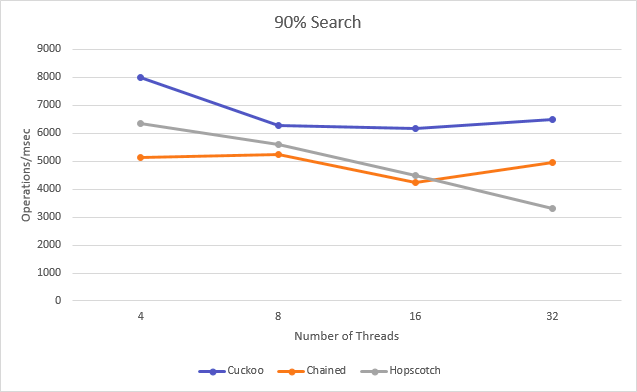 90% Search
9000
8000
7000
6000
5000
4000
3000
2000
1000
0
Operations/msec
4 8 16 32
Number of Threads
Cuckoo Chained Hopscotch